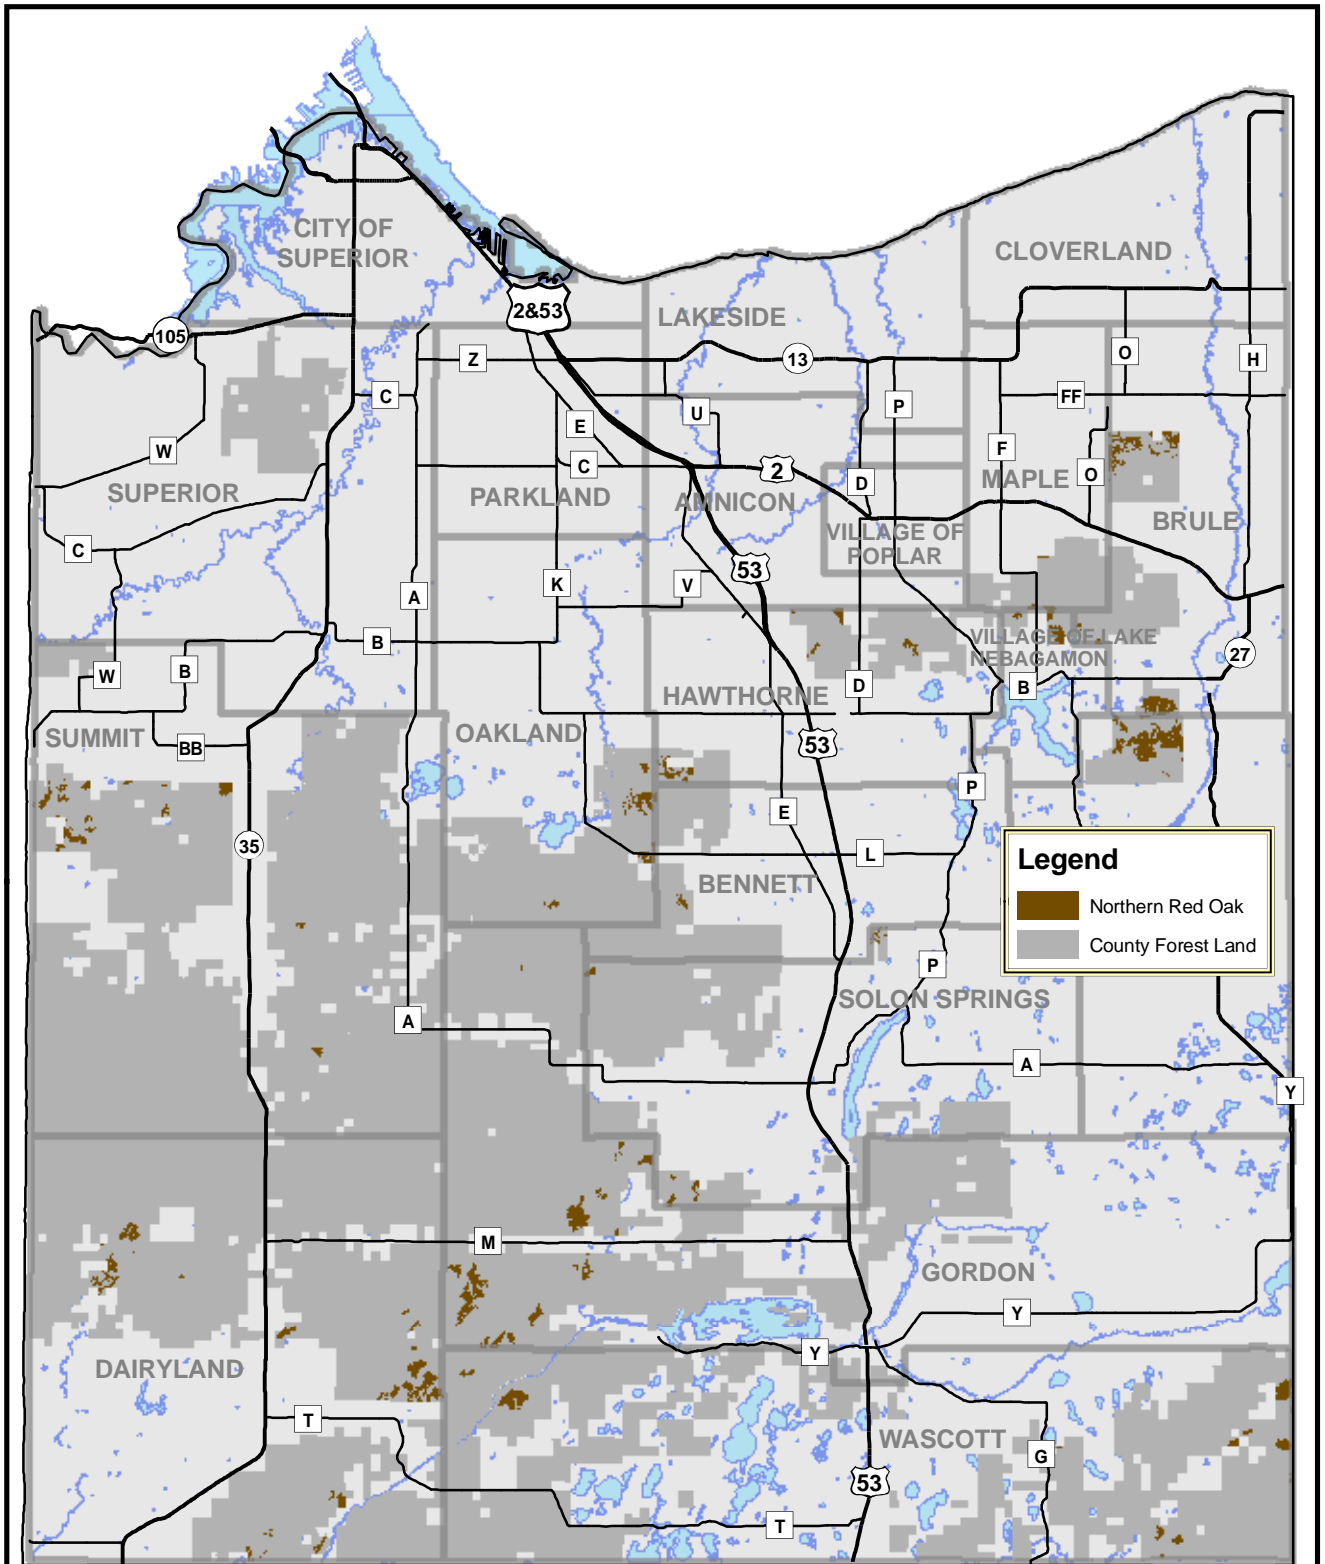 CITY OF
SUPERIOR
CLOVERLAND
2&53
LAKESIDE
105
13
Z
O
H
C
FF
P
U
E
W
F
C
2
O
D
MAPLE
SUPERIOR
PARKLAND
AMNICON
BRULE
VILLAGE OF
POPLAR
C
53
K
V
A
B
VILLAGE OF LAKE
NEBAGAMON
27
W
B
D
B
HAWTHORNE
SUMMIT
BB
OAKLAND
53
P
E
35
L
BENNETT
Legend
Northern Red Oak
County Forest Land
P
SOLON SPRINGS
A
A
Y
M
GORDON
Y
Y
DAIRYLAND
T
WASCOTT
G
53
T